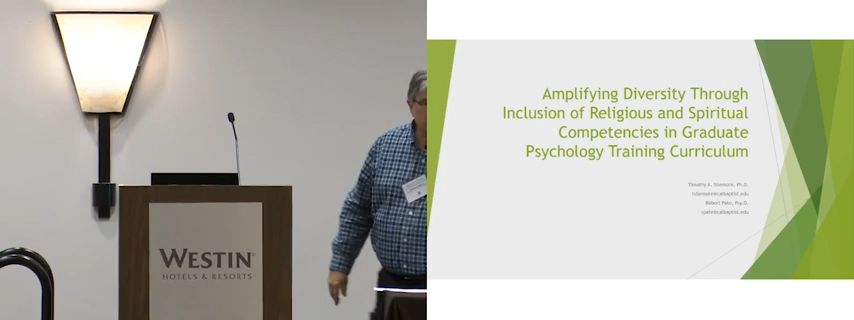 WESTIN®
HOTELS & RESORTS
Amplifying Diversity Through
Inclusion of Religious and Spiritual
Competencies in Graduate
Psychology Training Curriculum
Timothy A. Sisemore, Ph.D.
Robert Pate, Psy.D.